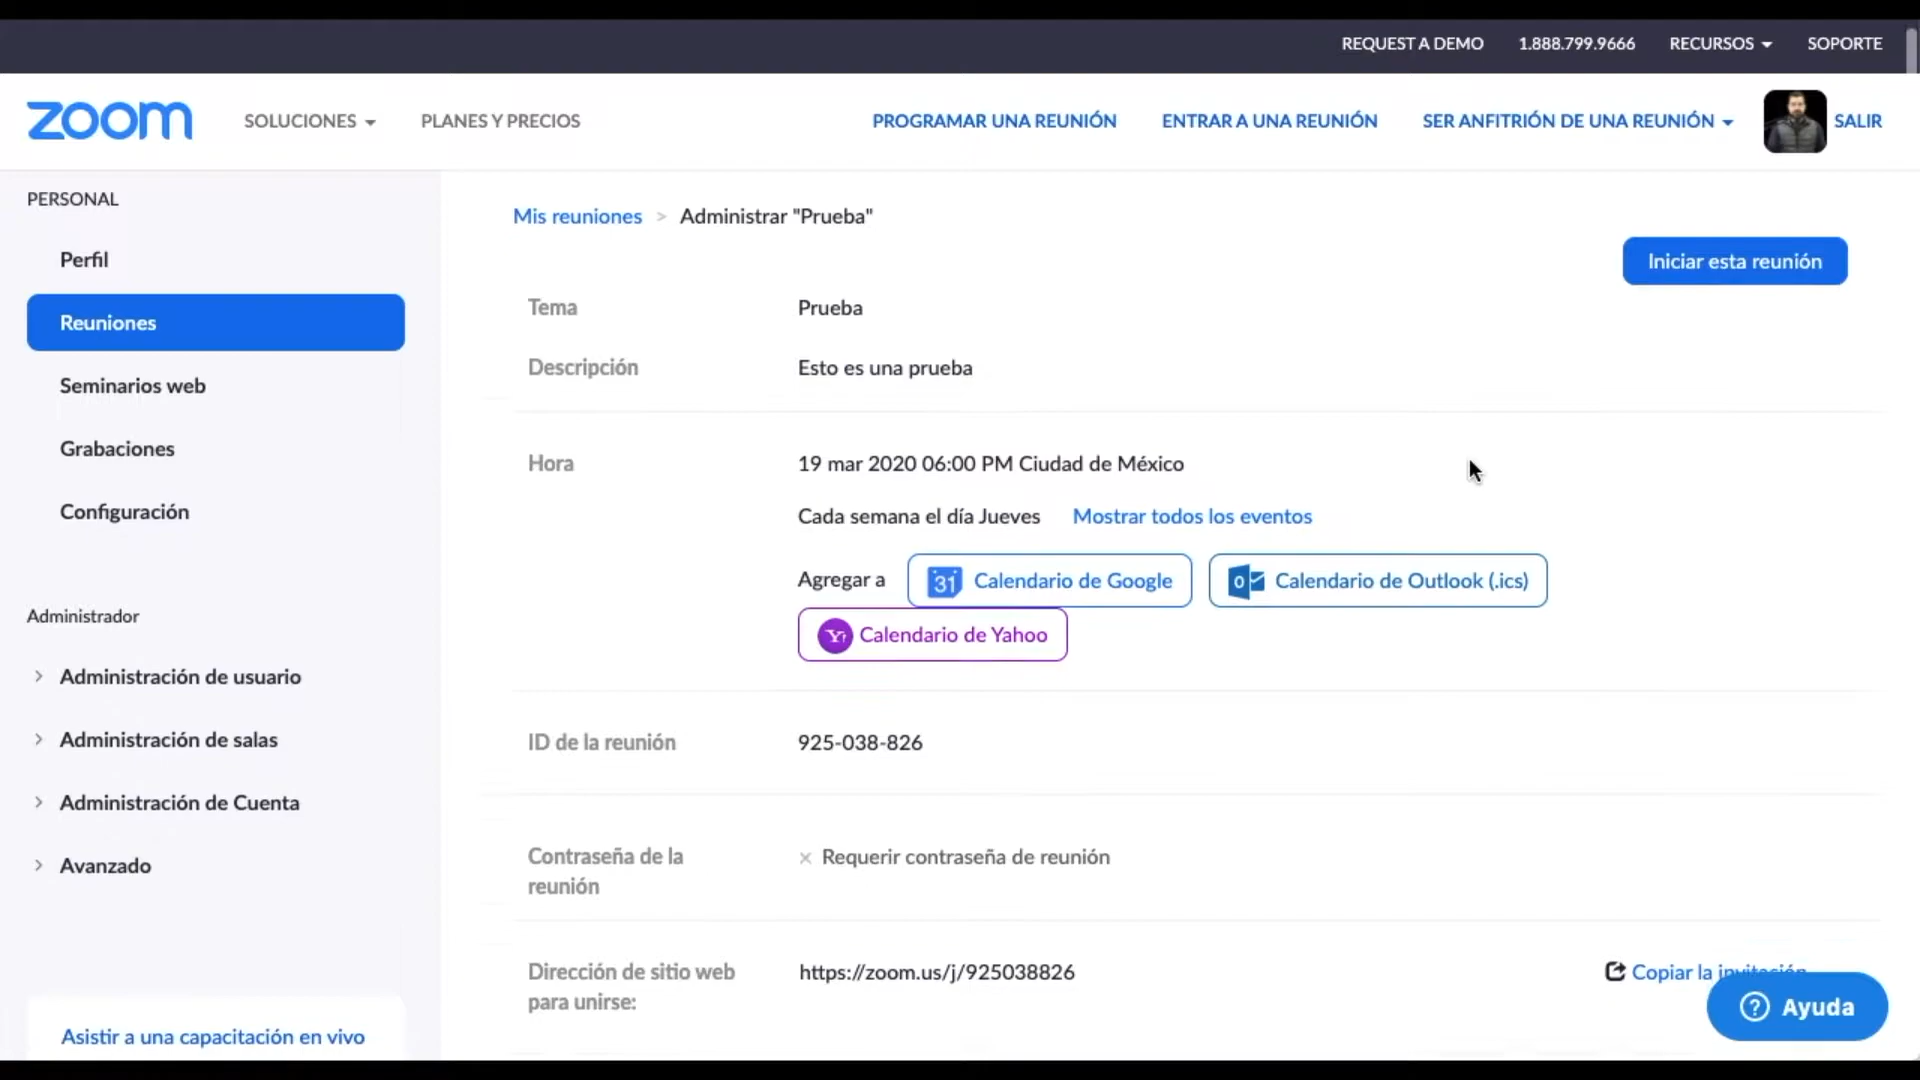 REQUEST A DEMO 1.888.799.9666 RECURSOS SOPORTE
zoom SOLUCIONES PLANES Y PRECIOS PROGRAMAR UNA REUNIÓN ENTRAR A UNA REUNIÓN SER ANFITRIÓN DE UNA REUNIÓN SALIR
PERSONAL
Perfil
Reuniones
Seminarios web
Grabaciones
Configuración
Administrador
Administración de usuario
Administración de salas
Administración de Cuenta
Avanzado
Asistir a una capacitación en vivo
Mis reuniones > Administrar "Prueba"
Iniciar esta reunión
Tema Prueba
Descripción Esto es una prueba
Hora 19 mar 2020 06:00 PM Ciudad de México
Cada semana el día Jueves Mostrar todos los eventos
Agregar a 31 Calendario de Google Calendario de Outlook (.ics)
Calendario de Yahoo
ID de la reunión 925-038-826
Contraseña de la
reunión
× Requerir contraseña de reunión
Dirección de sitio web
para unirse:
https://zoom.us/j/925038826
Copiar la invitación
Ayuda